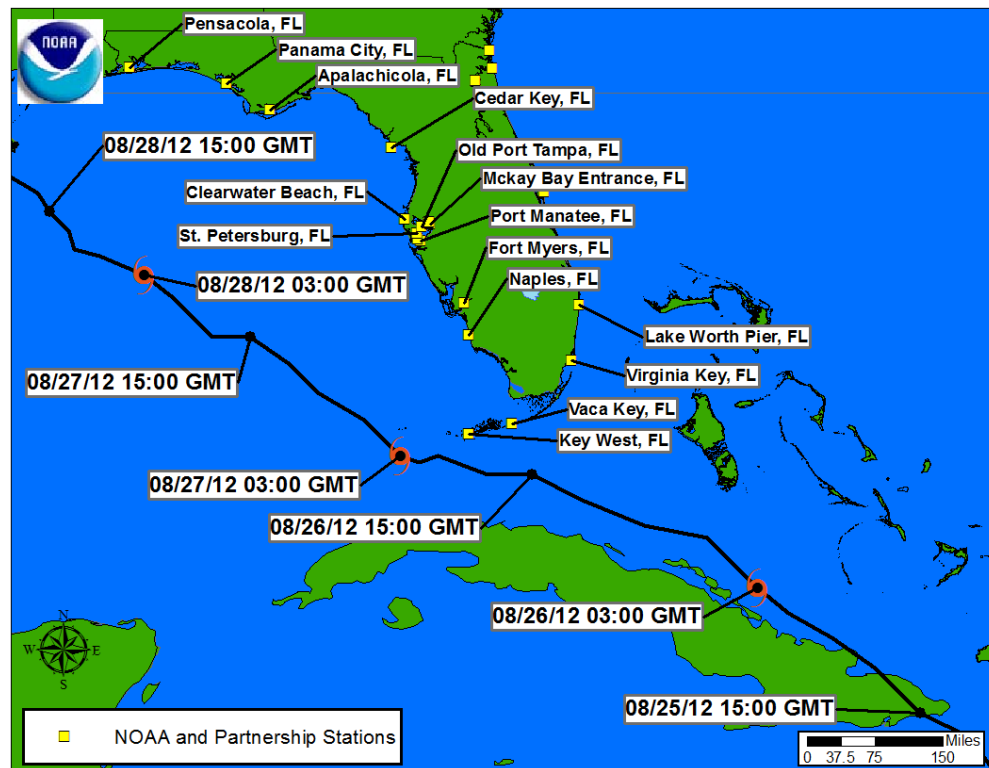 Pensacola, FL
NOAA
Panama City, FL
Apalachicola, FL
Cedar Key, FL
08/28/12 15:00 GMT
Old Port Tampa, FL
Mckay Bay Entrance, FL
Clearwater Beach, FL
Port Manatee, FL
St. Petersburg, FL
Fort Myers, FL
Naples, FL
08/28/12 03:00 GMT
Lake Worth Pier, FL
Virginia Key, FL
08/27/12 15:00 GMT
Vaca Key, FL
Key West, FL
08/27/12 03:00 GMT
08/26/12 15:00 GMT
08/26/12 03:00 GMT
N
W E
S
08/25/12 15:00 GMT
NOAA and Partnership Stations
Miles
0 37.5 75 150